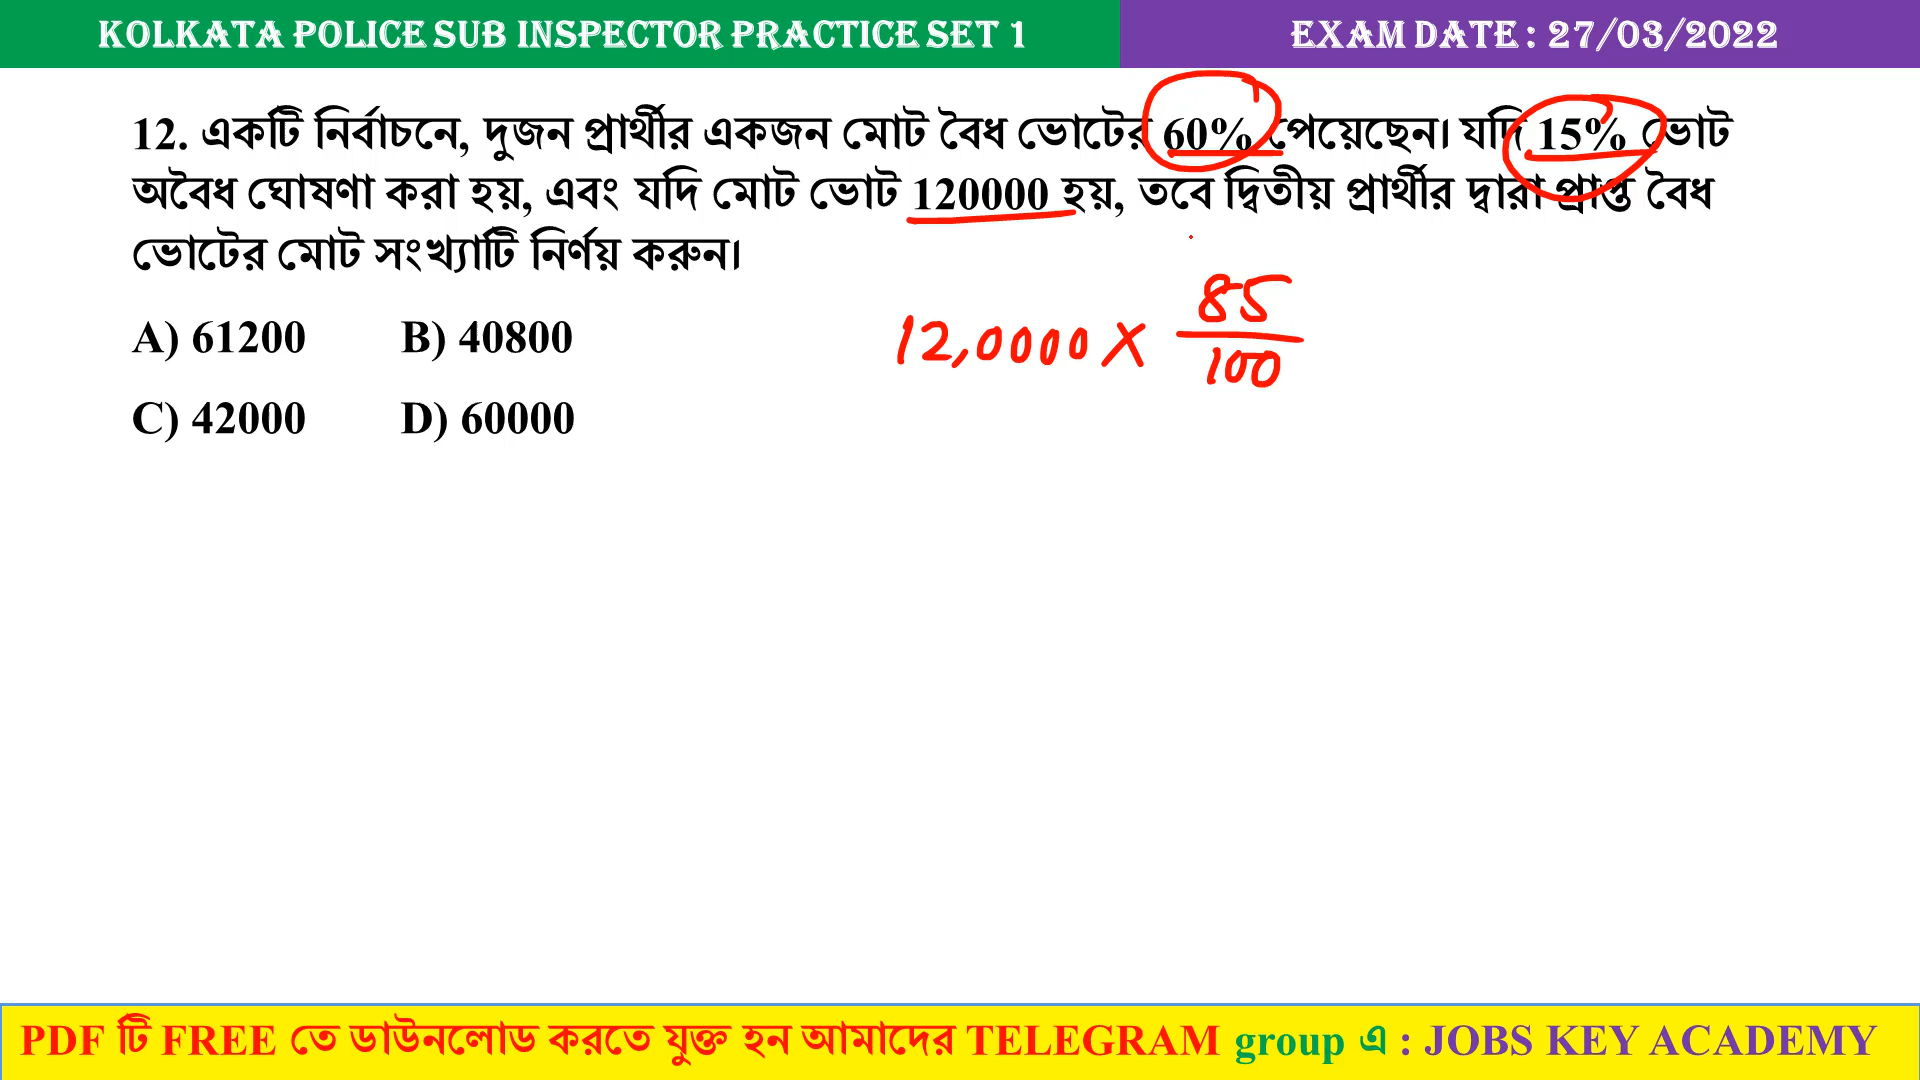 KOLKATA POLICE SUB INSPECTOR PRACTICE SET 1
EXAM DATE : 27/03/2022
12. একটি নির্বাচনে, দুজন প্রার্থীর একজন মোট বৈধ ভোটের 60% পেয়েছেন। যদি 15% ভোট
অবৈধ ঘোষণা করা হয়, এবং যদি মোট ভোট 120000 হয়, তবে দ্বিতীয় প্রার্থীর দ্বারা প্রাপ্ত বৈধ
ভোটের মোট সংখ্যাটি নির্ণয় করুন।
A) 61200 B) 40800
C) 42000 D) 60000
12,0000 × 85
100
PDF টি FREE তে ডাউনলোড করতে যুক্ত হন আমাদের TELEGRAM group এ : JOBS KEY ACADEMY